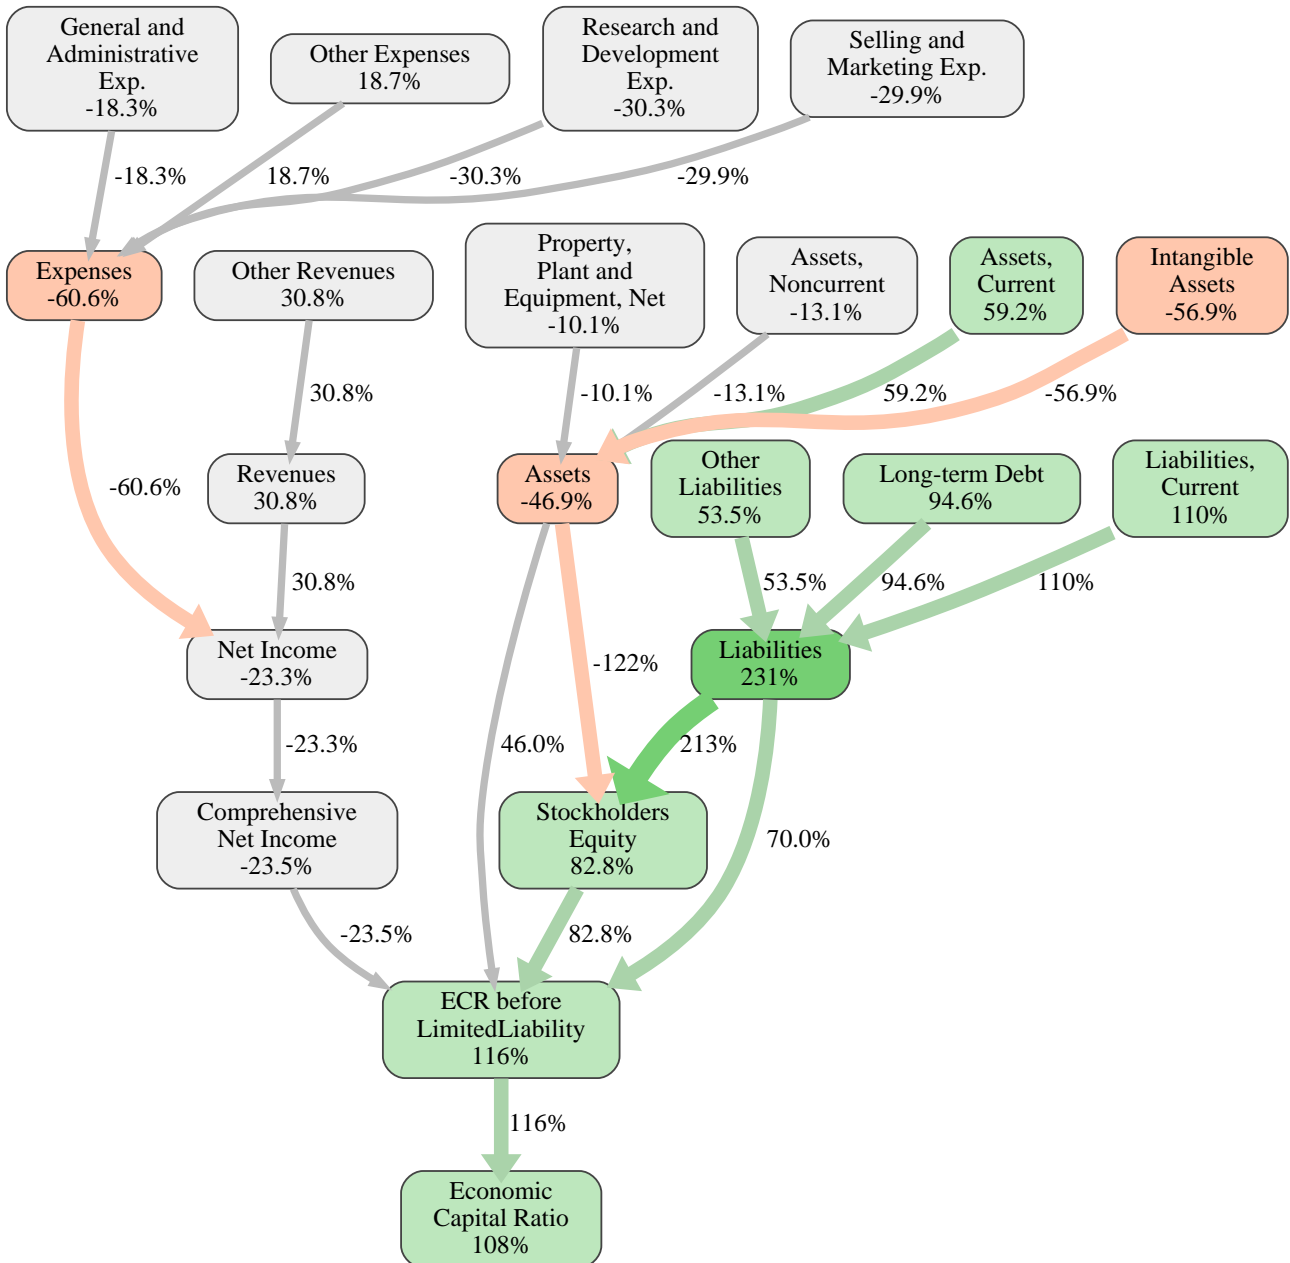 General and
Administrative
Exp.
-18.3%
Other Expenses
18.7%
Research and
Development
Exp.
-30.3%
Selling and
Marketing Exp.
-29.9%
-18.3%
18.7%
-30.3%
-29.9%
Expenses
-60.6%
Other Revenues
30.8%
Property,
Plant and
Equipment, Net
-10.1%
Assets,
Noncurrent
-13.1%
Assets,
Current
59.2%
Intangible
Assets
-56.9%
30.8%
-10.1%
-13.1%
59.2%
-56.9%
-60.6%
Revenues
30.8%
Assets
-46.9%
Other
Liabilities
53.5%
Long-term Debt
94.6%
Liabilities,
Current
110%
30.8%
53.5%
94.6%
110%
Net Income
-23.3%
-122%
Liabilities
231%
-23.3%
46.0%
213%
Comprehensive
Net Income
-23.5%
Stockholders
Equity
82.8%
70.0%
-23.5%
82.8%
ECR before
LimitedLiability
116%
116%
Economic
Capital Ratio
108%